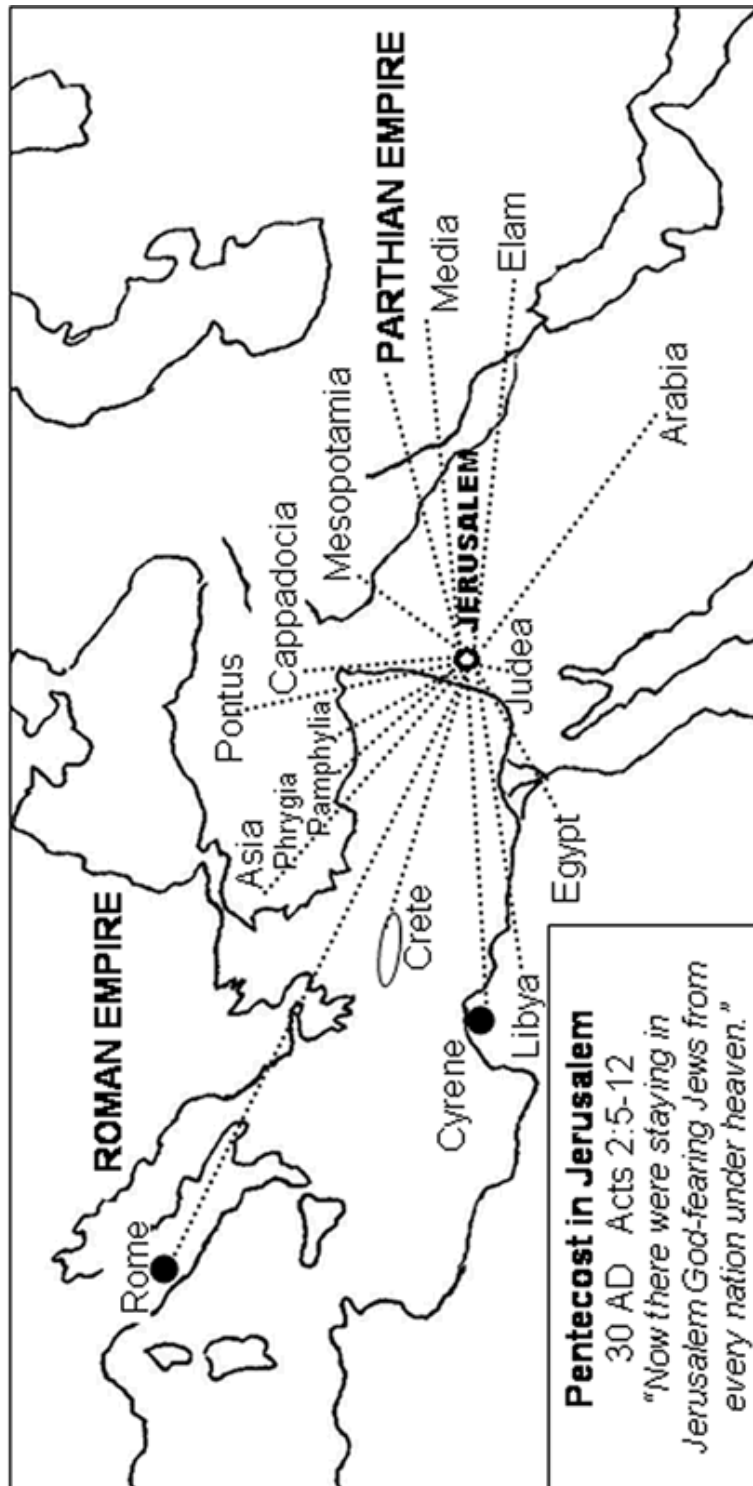 ROMAN EMPIRE
PARTHIAN EMPIRE
Rome
Asia
Phrygia
Pamphylia
Pontus
Cappadocia
Mesopotamia
Media
Elam
Crete
JERUSALEM
Judea
Arabia
Cyrene
Libya
Egypt
Pentecost in Jerusalem
30 AD Acts 2:5-12
“Now there were staying in
Jerusalem God-fearing Jews from
every nation under heaven.”